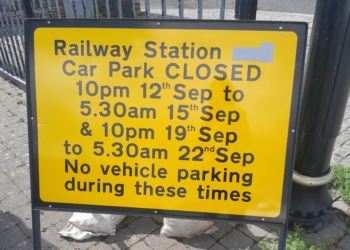 Railway Station
Car Park CLOSED
10pm 12th Sep to
5.30am 15th Sep
& 10pm 19th Sep
to 5.30am 22nd Sep
No vehicle parking
during these times